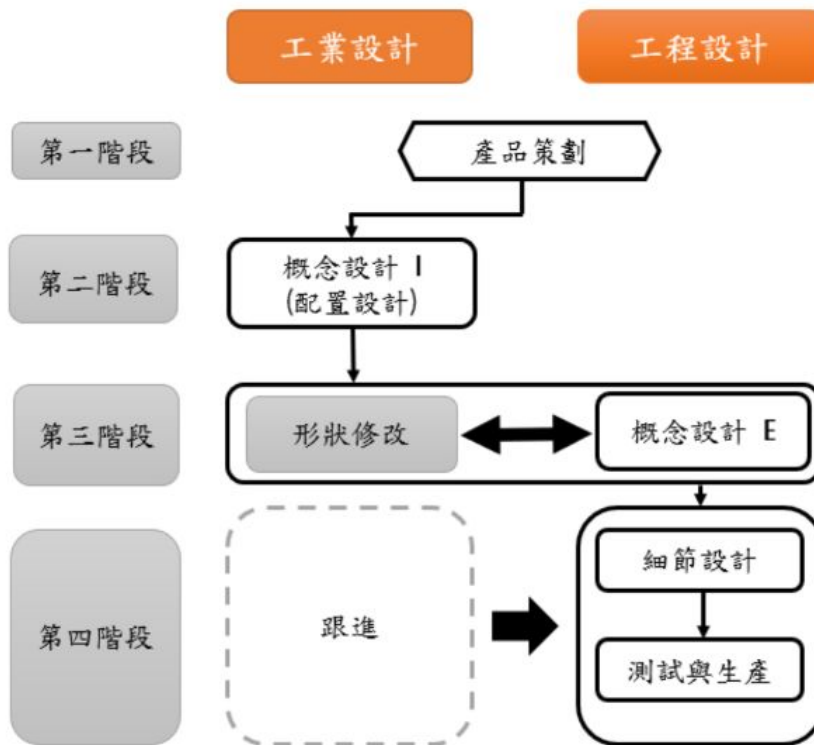 工業設計
工程設計
第一階段
產品策劃
第二階段
概念設計 I
(配置設計)
第三階段
形狀修改
概念設計 E
第四階段
跟進
細節設計
測試與生產